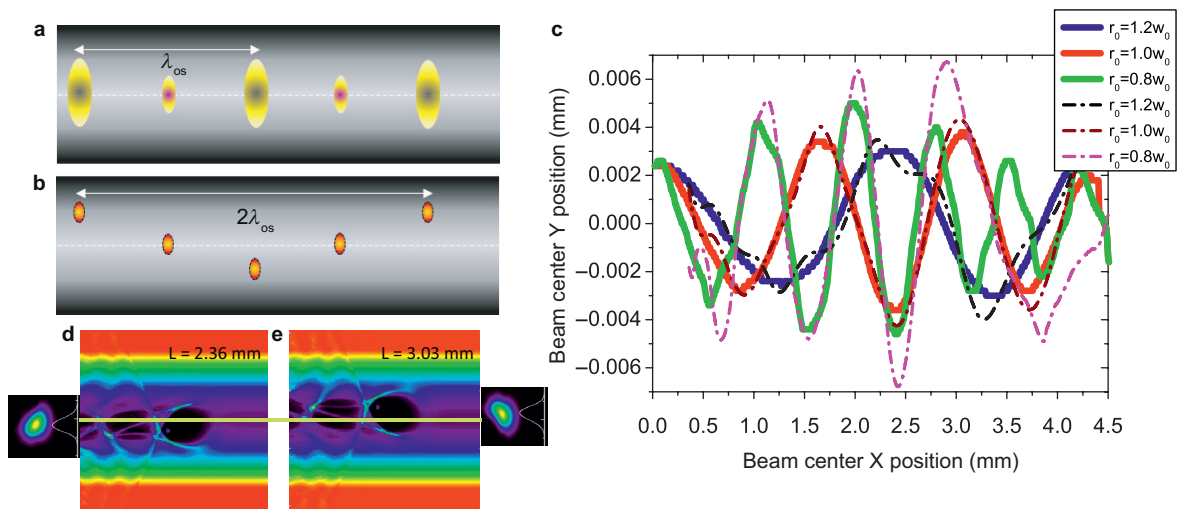 a
λos
b
2λos
d
L = 2.36 mm
e
L = 3.03 mm
c
r0=1.2w0
r0=1.0w0
r0=0.8w0
r0=1.2w0
r0=1.0w0
r0=0.8w0
Beam center Y position (mm)
0.006
0.004
0.002
0.000
−0.002
−0.004
−0.006
0.0 0.5 1.0 1.5 2.0 2.5 3.0 3.5 4.0 4.5
Beam center X position (mm)